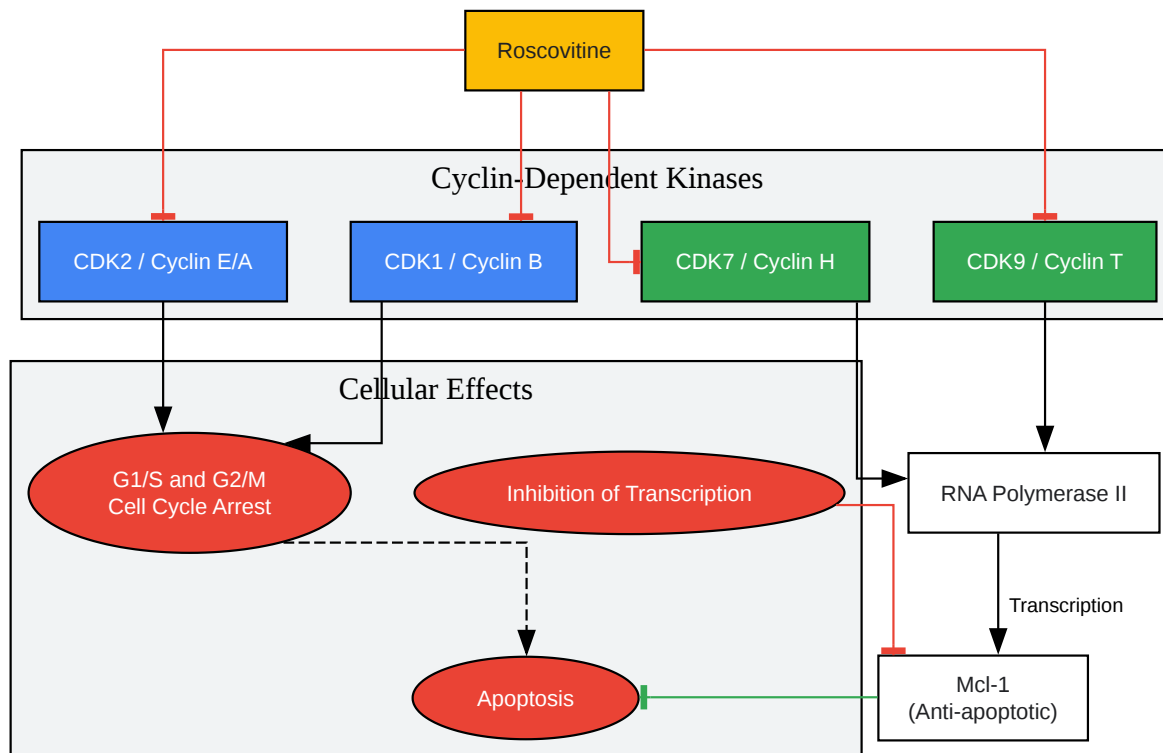 Roscovitine
Cyclin-Dependent Kinases
CDK2 / Cyclin E/A
CDK1 / Cyclin B
CDK7 / Cyclin H
CDK9 / Cyclin T
Cellular Effects
G1/S and G2/M
Cell Cycle Arrest
Inhibition of Transcription
RNA Polymerase II
Transcription
Apoptosis
Mcl-1
(Anti-apoptotic)